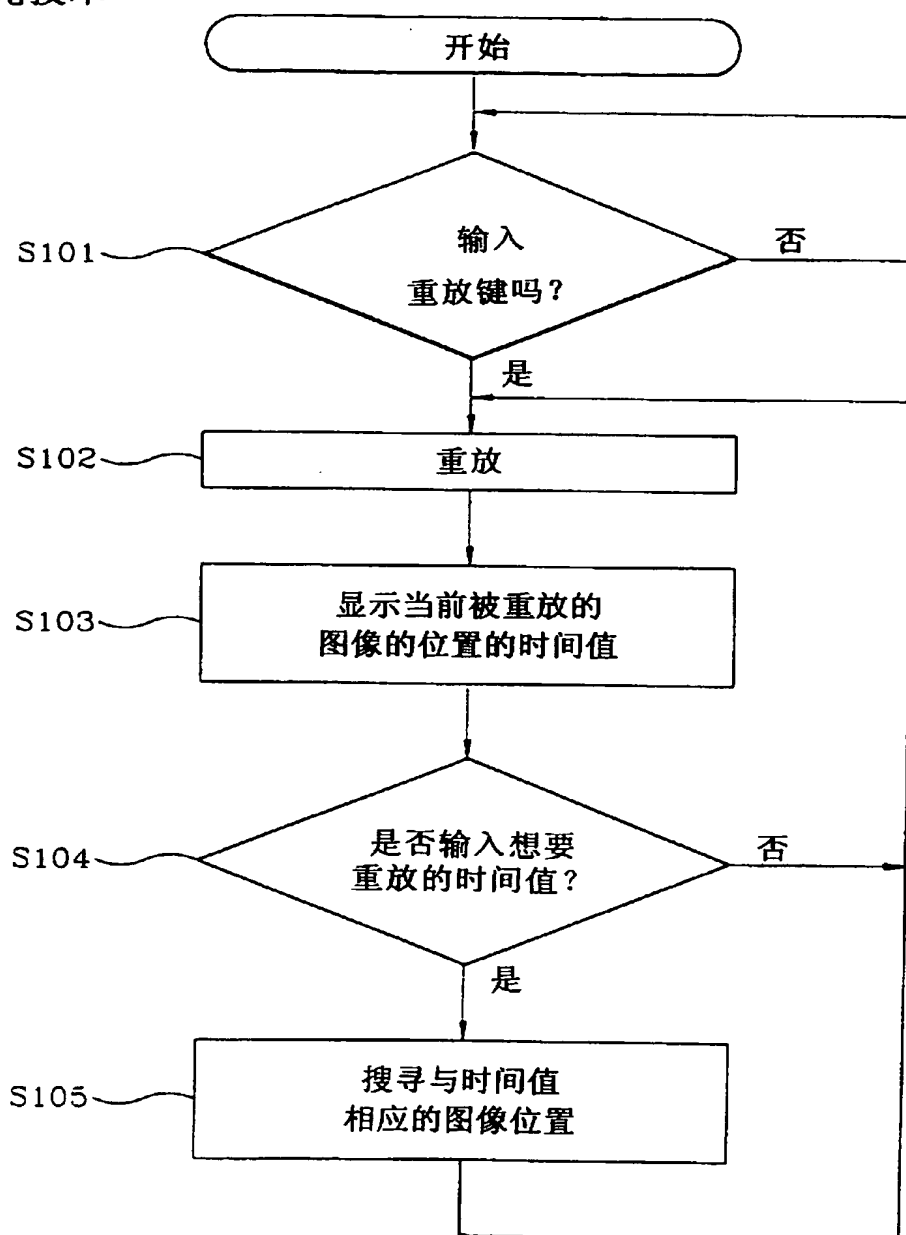 开始
S101
输入
重放键吗?
否
是
S102
重放
S103
显示当前被重放的
图像的位置的时间值
S104
是否输入想要
重放的时间值?
否
是
S105
搜寻与时间值
相应的图像位置